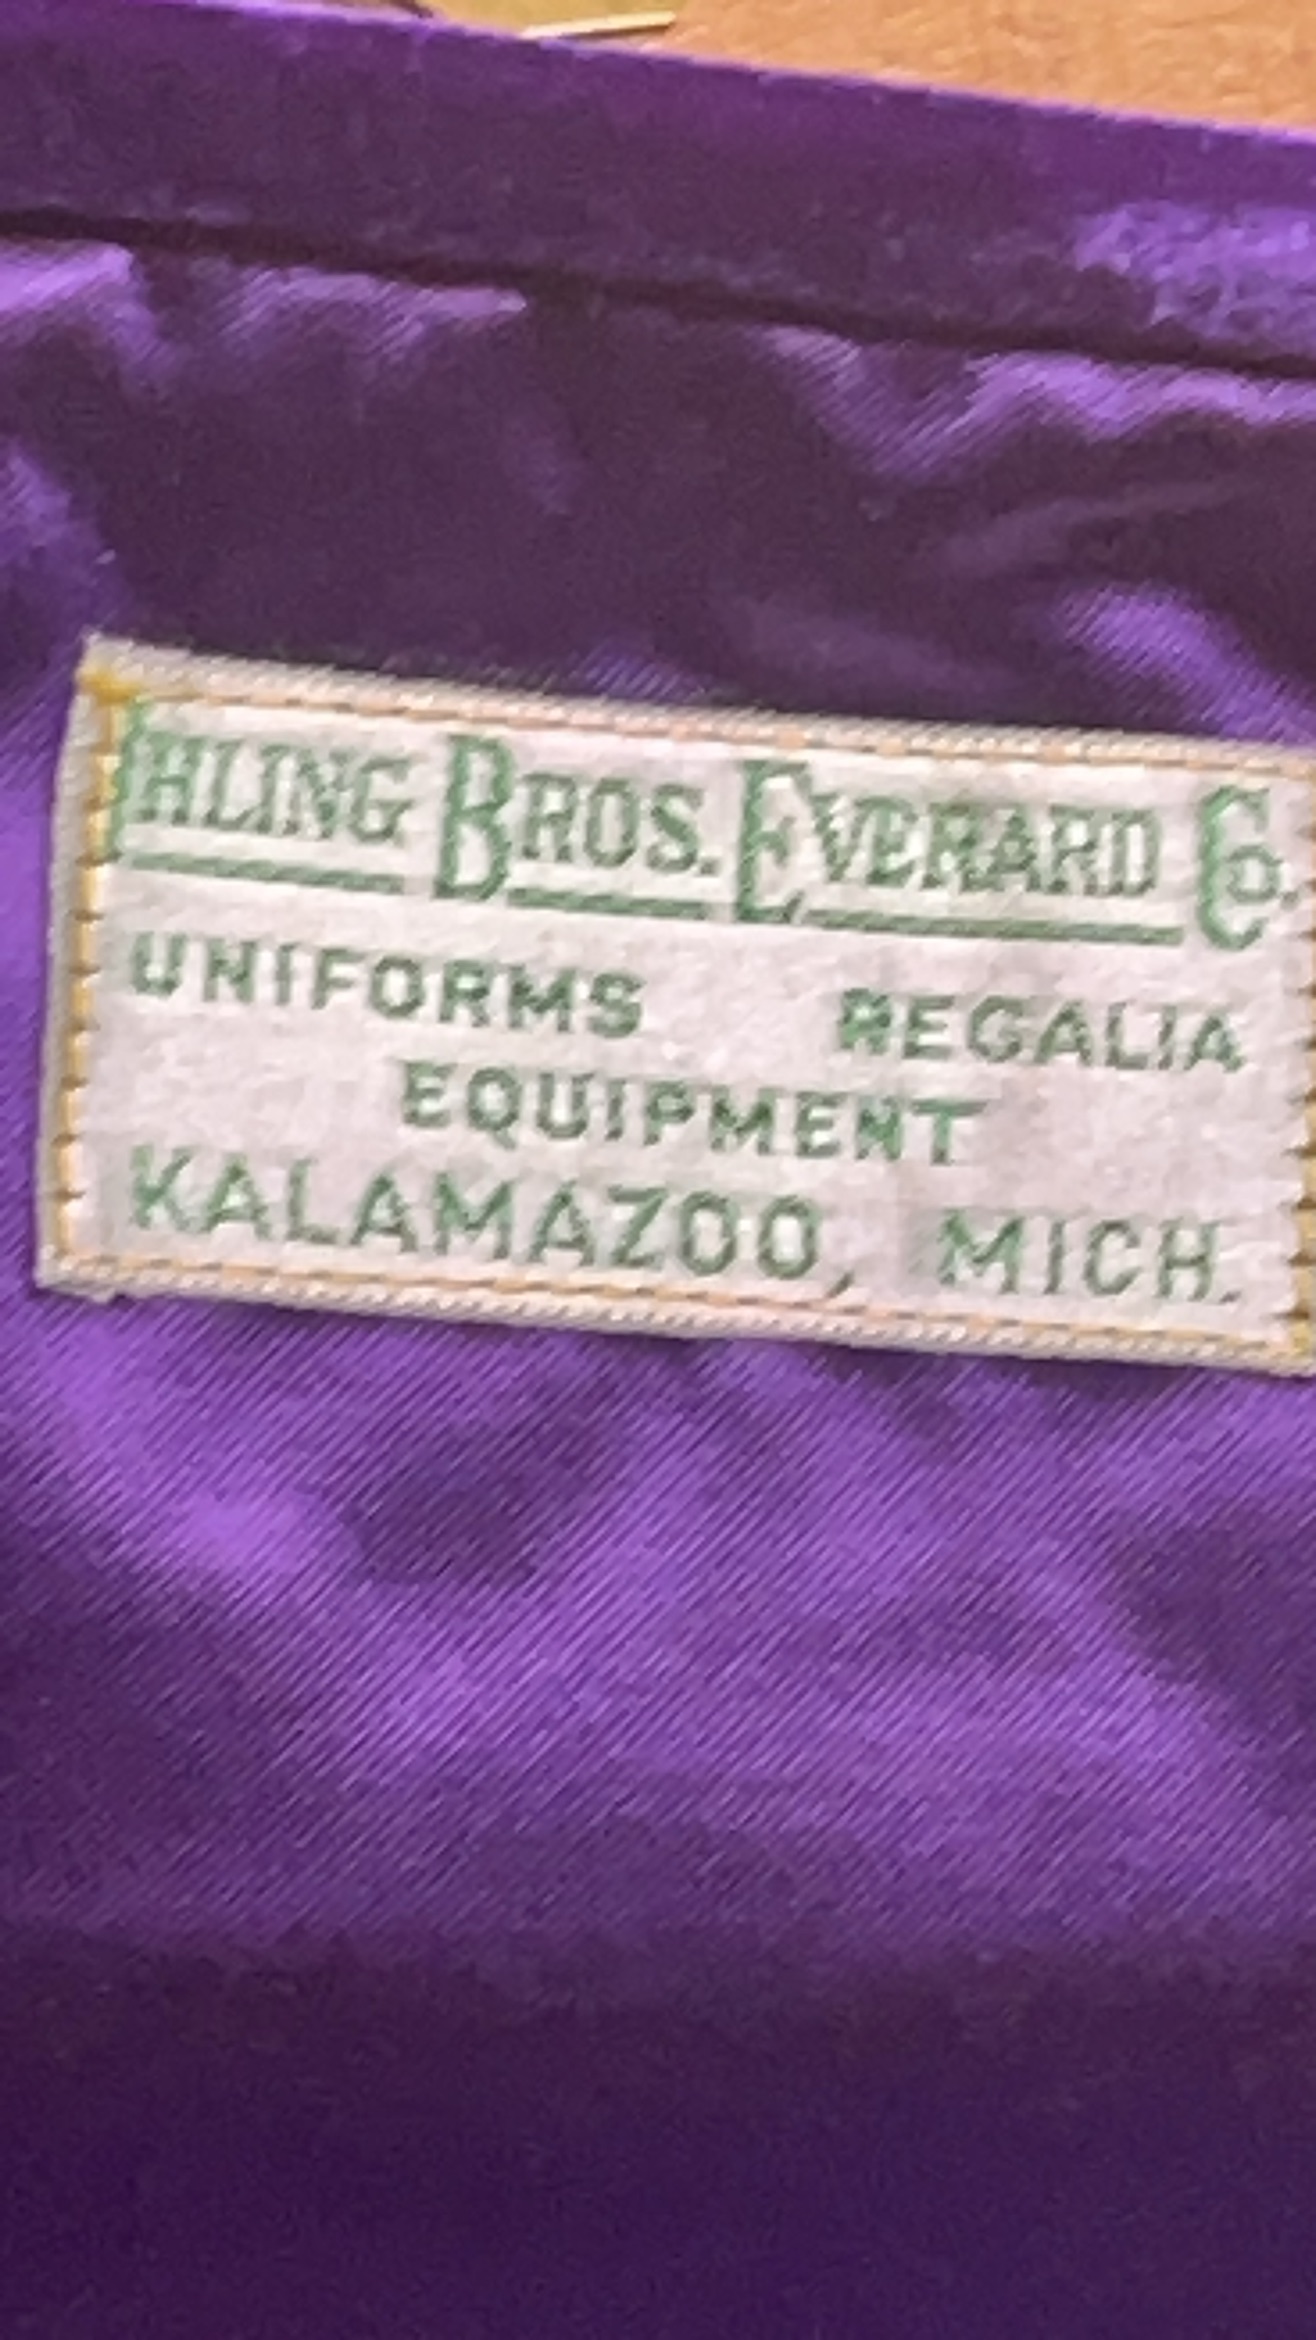 IHLING BROS. EVERARD CO.
UNIFORMS REGALIA
EQUIPMENT
KALAMAZOO, MICH.